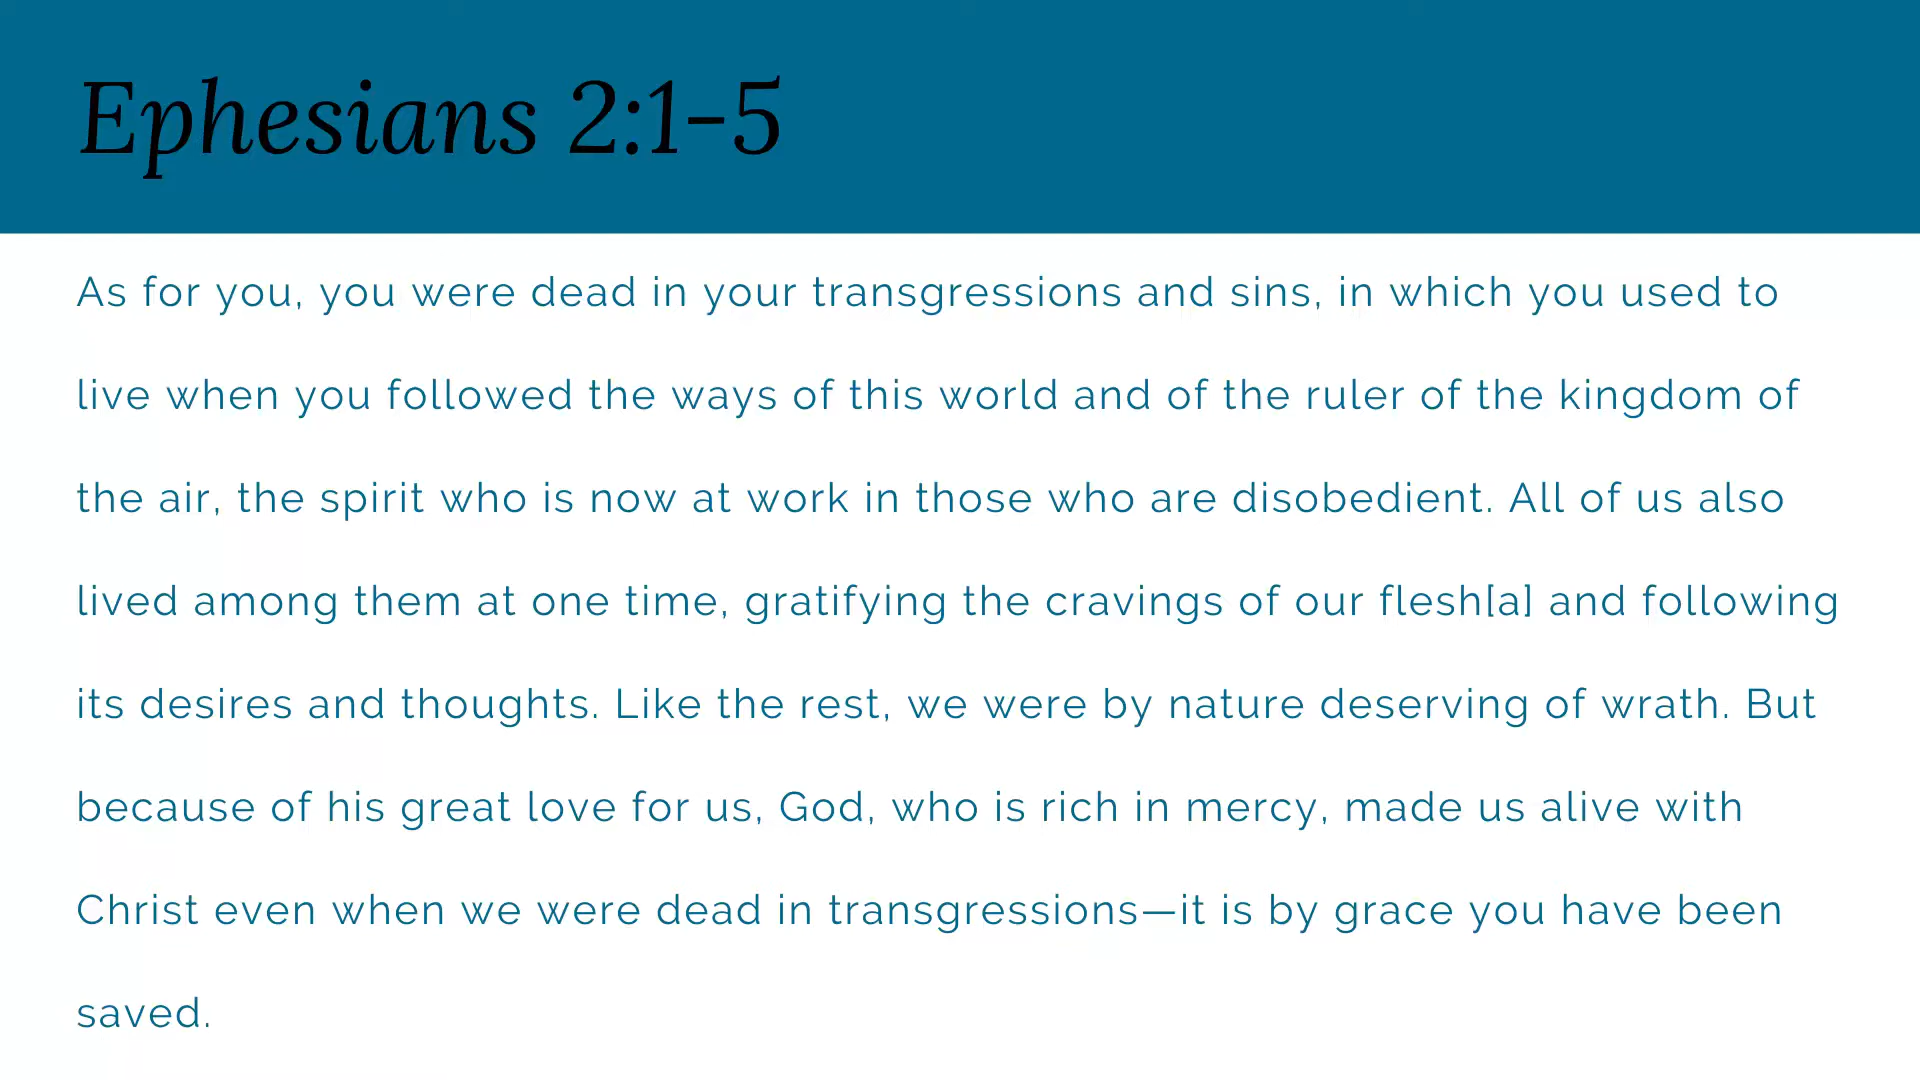 Ephesians 2:1-5
As for you, you were dead in your transgressions and sins, in which you used to
live when you followed the ways of this world and of the ruler of the kingdom of
the air, the spirit who is now at work in those who are disobedient. All of us also
lived among them at one time, gratifying the cravings of our flesh[a] and following
its desires and thoughts. Like the rest, we were by nature deserving of wrath. But
because of his great love for us, God, who is rich in mercy, made us alive with
Christ even when we were dead in transgressions—it is by grace you have been
saved.